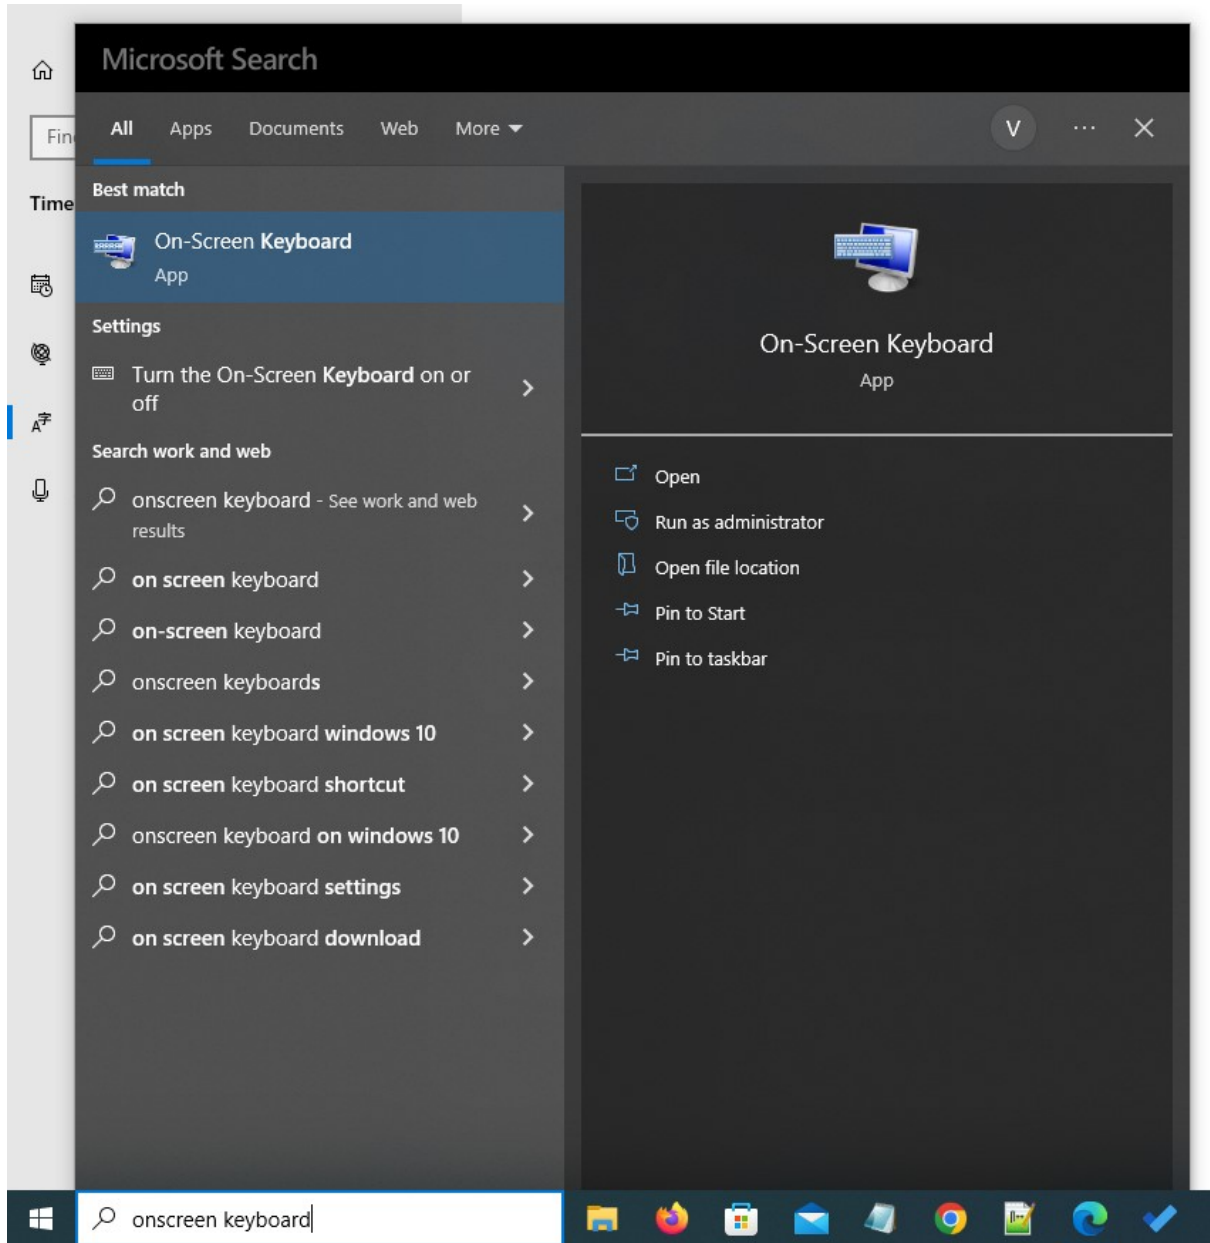 Microsoft Search
Fin
Time
All Apps Documents Web More
V
Best match
On-Screen Keyboard
App
Settings
Turn the On-Screen Keyboard on or
off
Search work and web
onscreen keyboard - See work and web
results
on screen keyboard
on-screen keyboard
onscreen keyboards
on screen keyboard windows 10
on screen keyboard shortcut
onscreen keyboard on windows 10
on screen keyboard settings
on screen keyboard download
On-Screen Keyboard
App
Open
Run as administrator
Open file location
Pin to Start
Pin to taskbar
onscreen keyboard